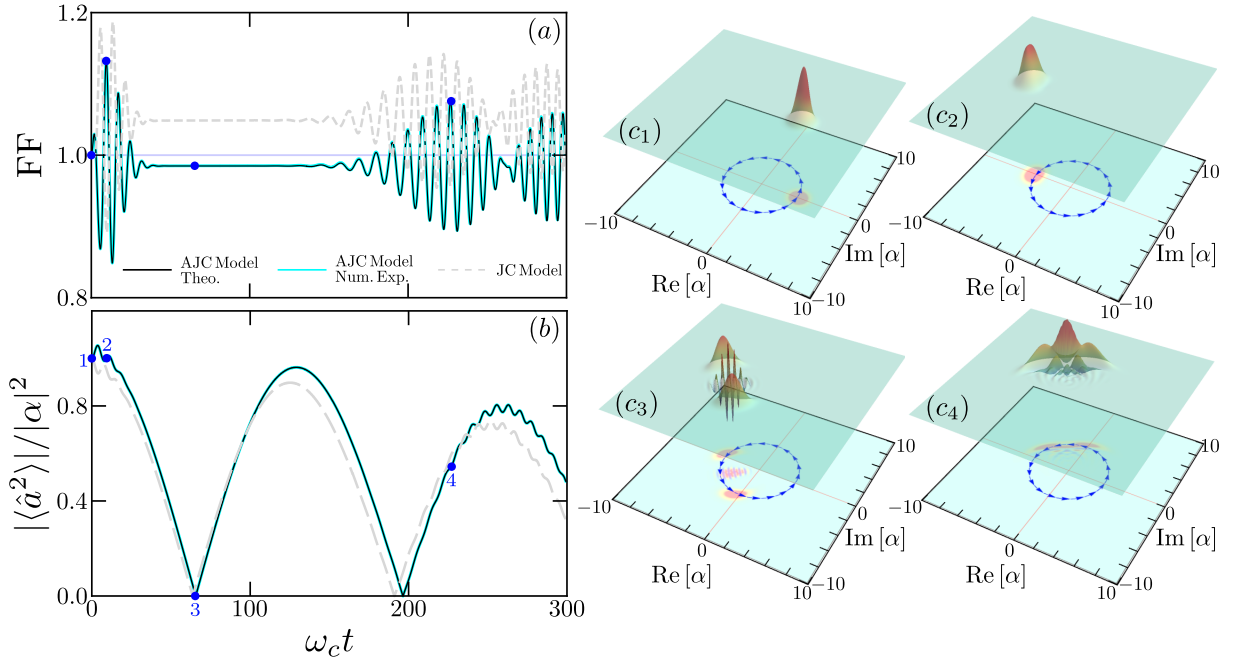 1.2
(a)
FF
1.0
AJC Model
Theo.
AJC Model
Num. Exp.
JC Model
0.8
(b)
|⟨â²⟩|/|α|²
1
2
0.8
0.4
4
0.0
3
0
100
200
300
ω_c t
(c₁)
10
0
−10
Im [α]
0
Re [α]
10
−10
(c₂)
10
0
−10
Im [α]
0
Re [α]
10
−10
(c₃)
10
0
−10
Im [α]
0
Re [α]
10
−10
(c₄)
10
0
−10
Im [α]
0
Re [α]
10
−10